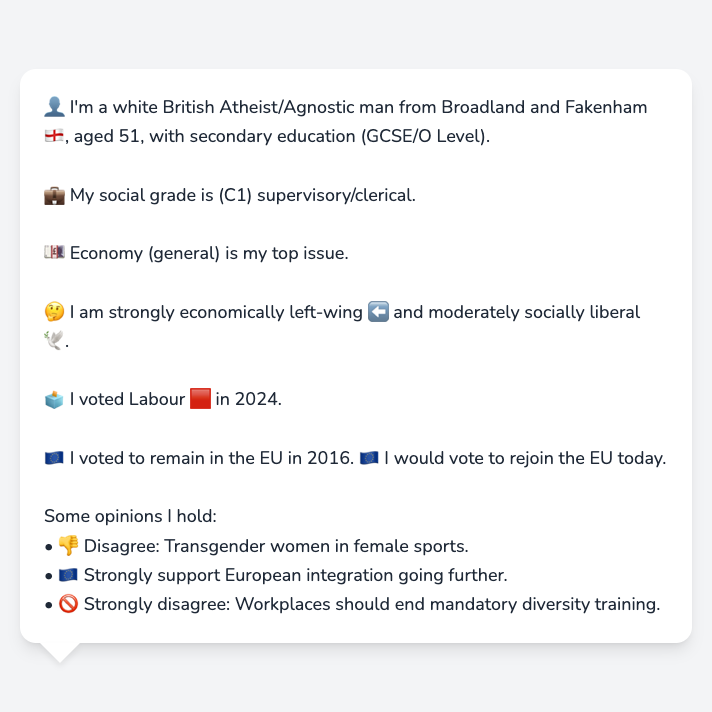 👤 I'm a white British Atheist/Agnostic man from Broadland and Fakenham
🏴󠁧󠁢󠁥󠁮󠁧󠁿, aged 51, with secondary education (GCSE/O Level).
💼 My social grade is (C1) supervisory/clerical.
💷 Economy (general) is my top issue.
🤔 I am strongly economically left-wing ⬅️ and moderately socially liberal
🕊️.
🗳️ I voted Labour 🟥 in 2024.
🇪🇺 I voted to remain in the EU in 2016. 🇪🇺 I would vote to rejoin the EU today.
Some opinions I hold:
• 👎 Disagree: Transgender women in female sports.
• 🇪🇺 Strongly support European integration going further.
• 🚫 Strongly disagree: Workplaces should end mandatory diversity training.